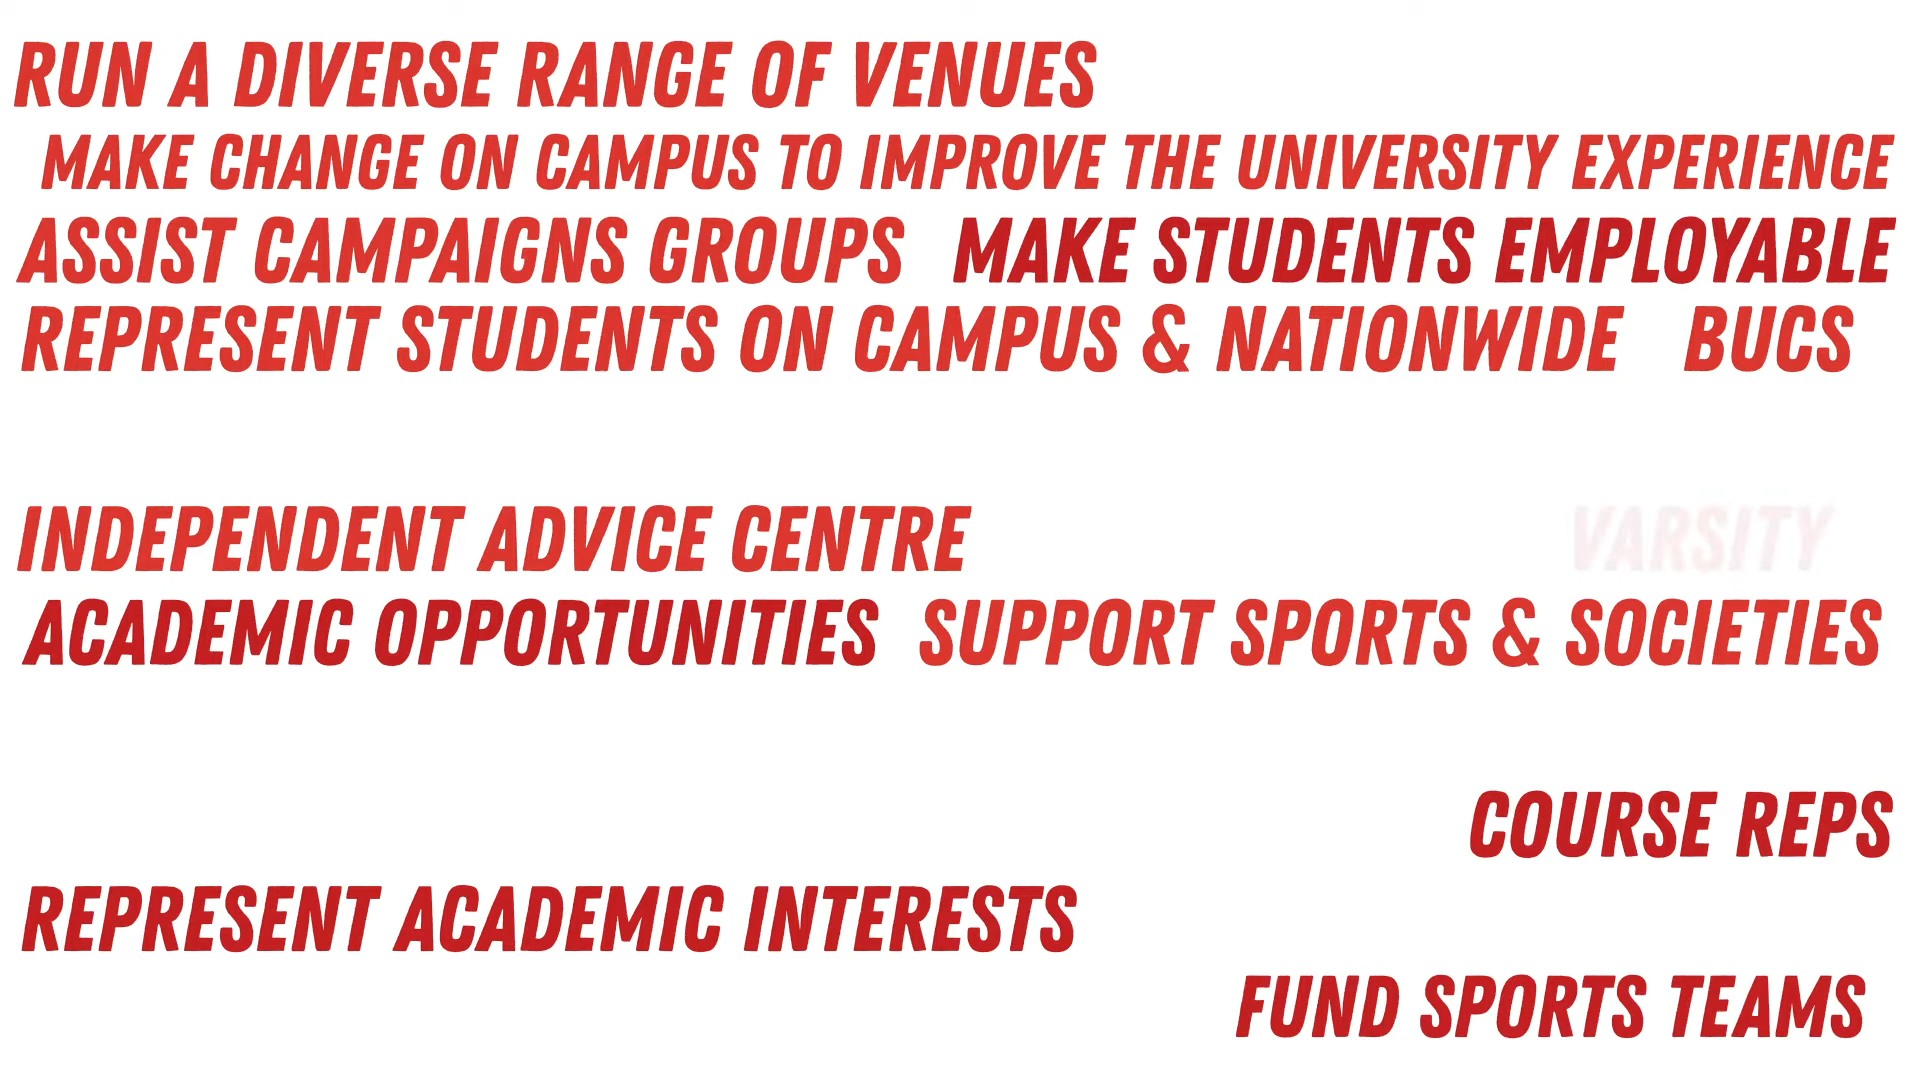 RUN A DIVERSE RANGE OF VENUES
MAKE CHANGE ON CAMPUS TO IMPROVE THE UNIVERSITY EXPERIENCE
ASSIST CAMPAIGNS GROUPS MAKE STUDENTS EMPLOYABLE
REPRESENT STUDENTS ON CAMPUS & NATIONWIDE BUCS
INDEPENDENT ADVICE CENTRE VARSITY
ACADEMIC OPPORTUNITIES SUPPORT SPORTS & SOCIETIES
COURSE REPS
REPRESENT ACADEMIC INTERESTS
FUND SPORTS TEAMS